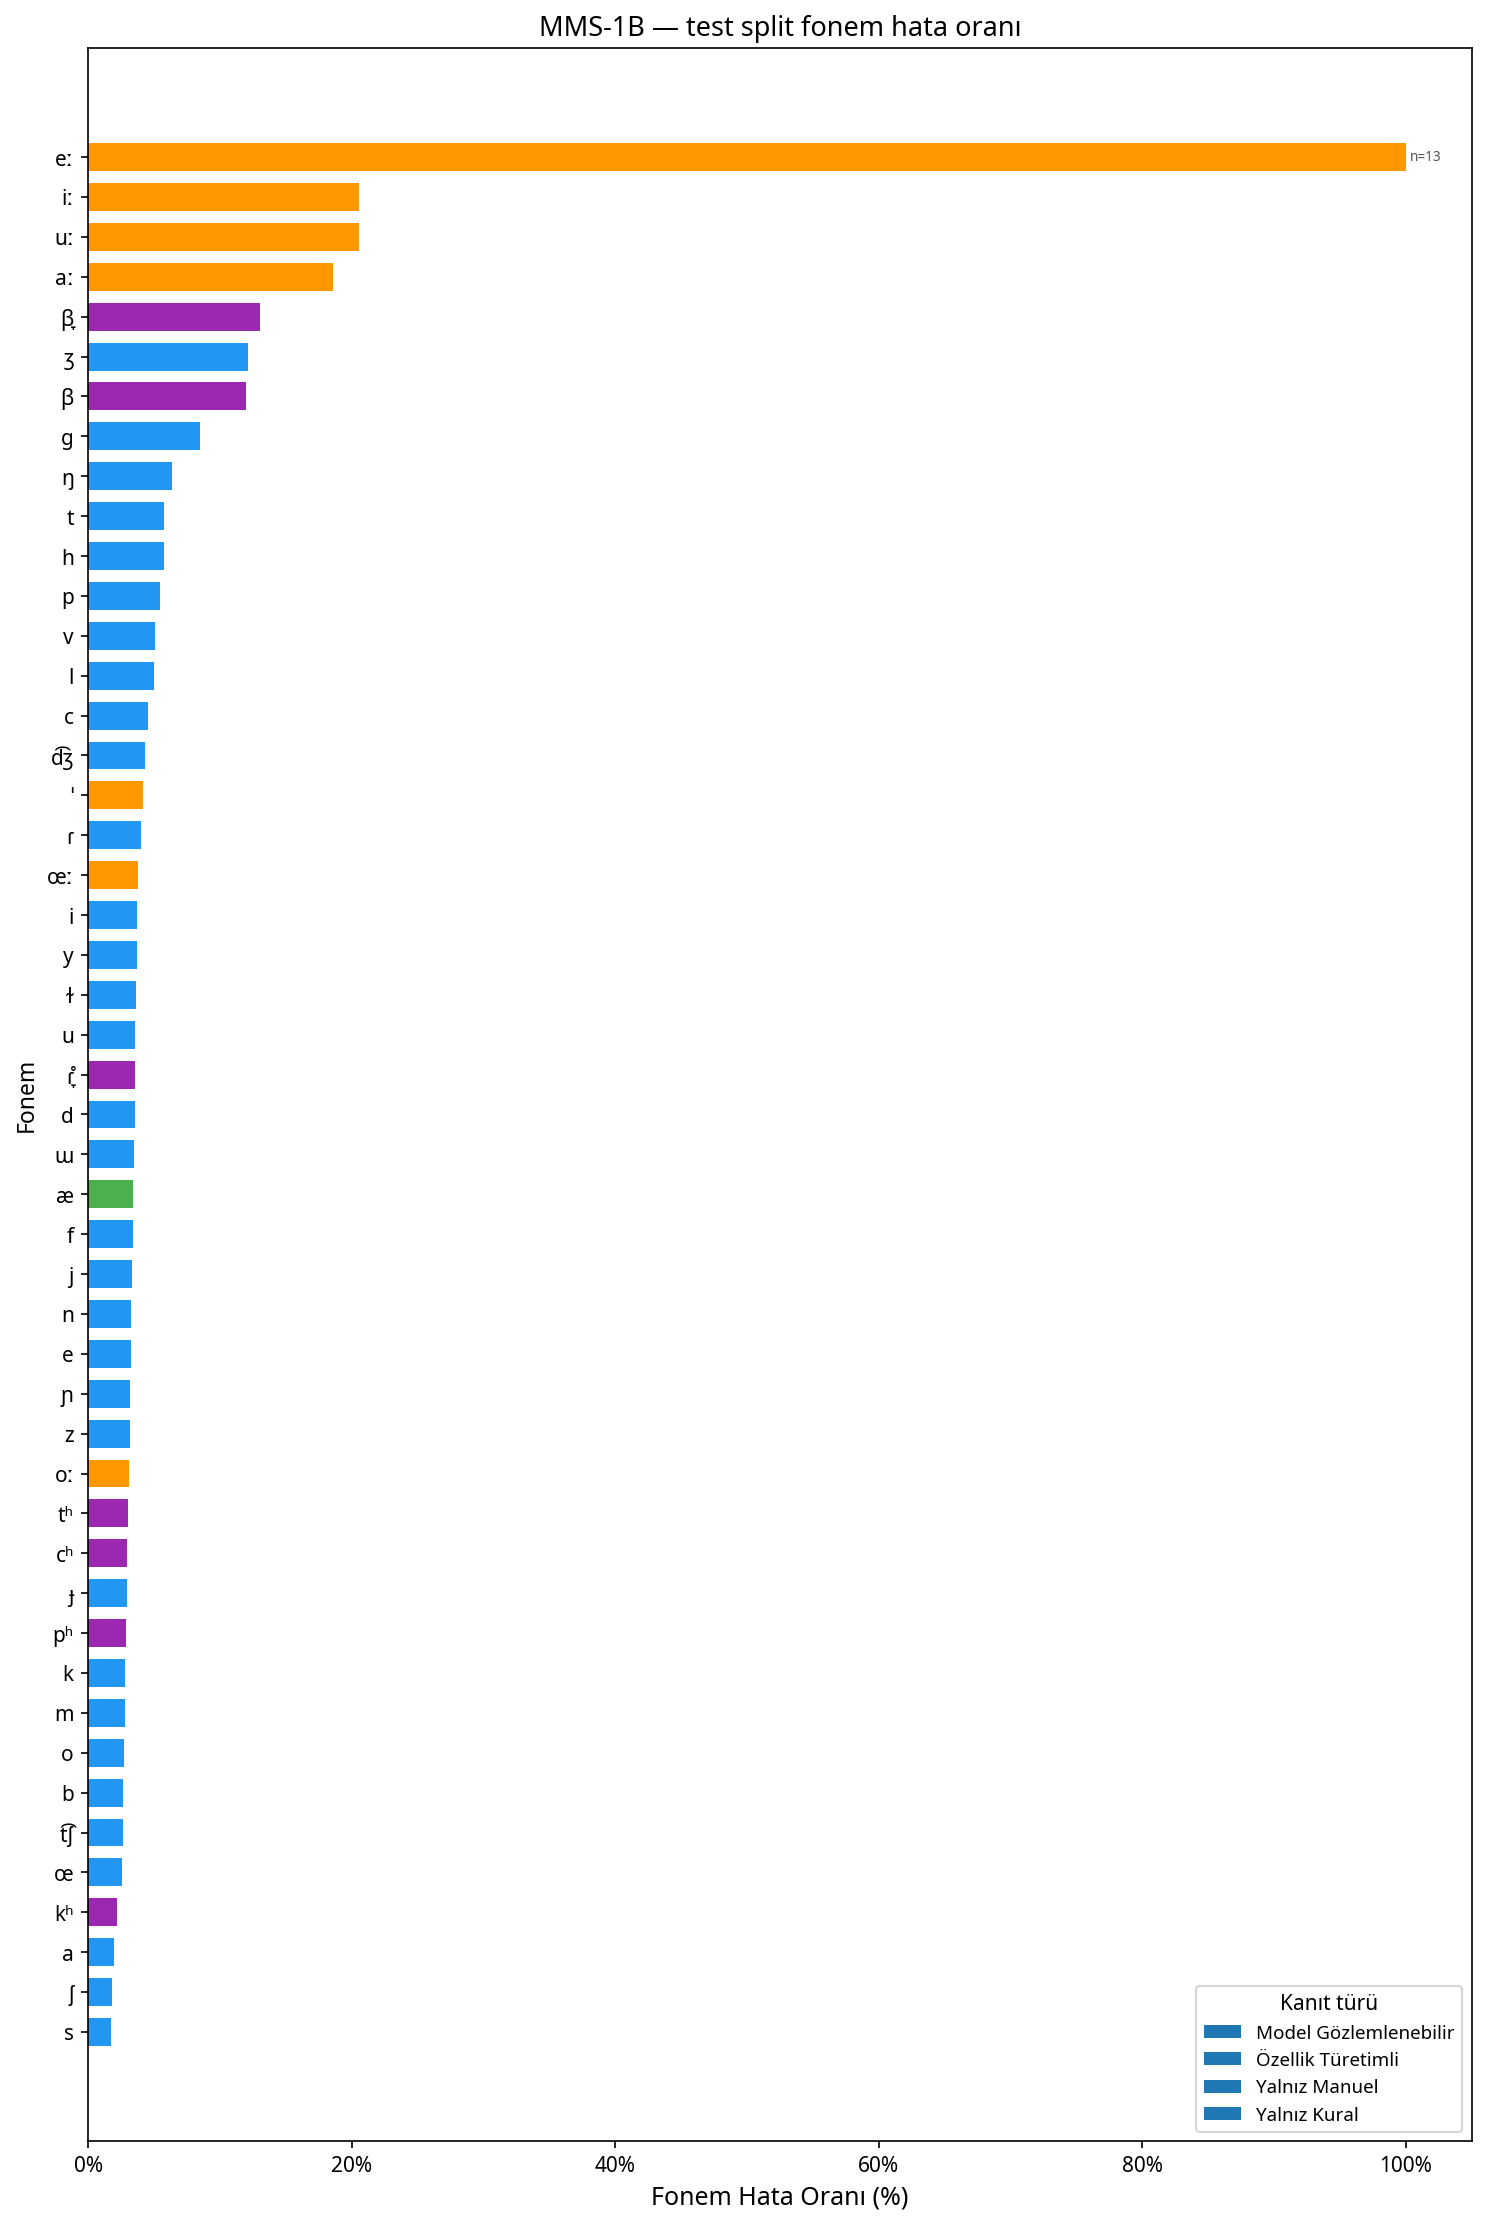 MMS-1B — test split fonem hata oranı
eː
n=13
iː
uː
aː
β̞
ʒ
β
g
ŋ
t
h
p
v
l
c
d͡ʒ
ˈ
ɾ
œː
i
y
ɫ
u
ɾ̞̊
d
ɯ
æ
f
j
n
e
ɲ
z
oː
tʰ
cʰ
ɟ
pʰ
k
m
o
b
t͡ʃ
œ
kʰ
a
ʃ
s
Fonem
Kanıt türü
Model Gözlemlenebilir
Özellik Türetimli
Yalnız Manuel
Yalnız Kural
0% 20% 40% 60% 80% 100%
Fonem Hata Oranı (%)